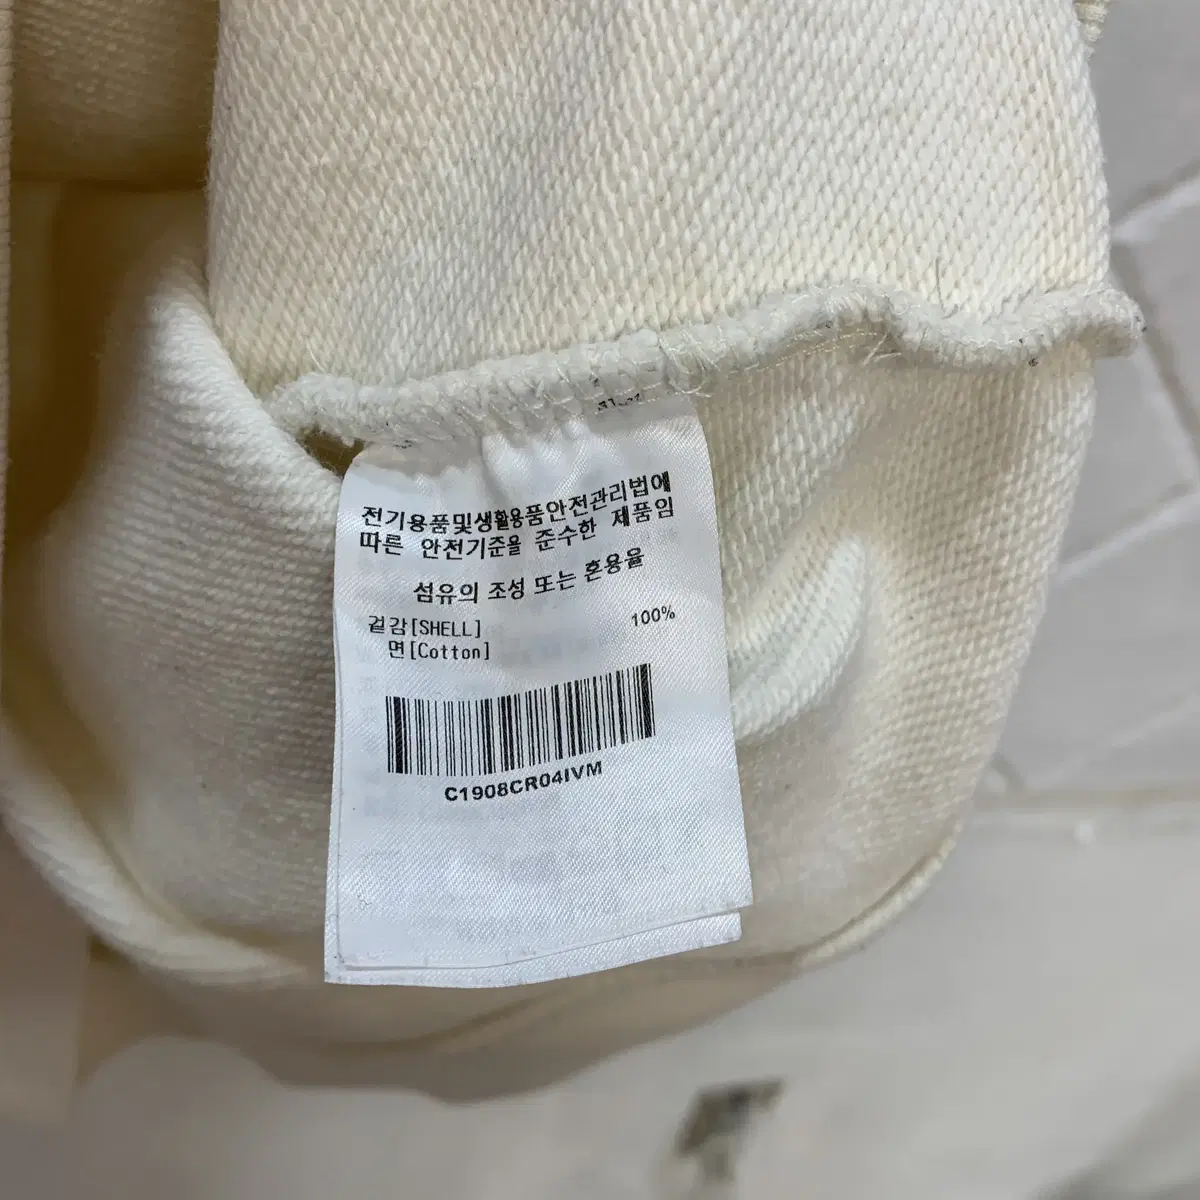 전기용품및생활용품안전관리법에
따른 안전기준을 준수한 제품임
섬유의 조성 또는 혼용율
겉감[SHELL] 100%
면[Cotton]
C1908CR04IVM